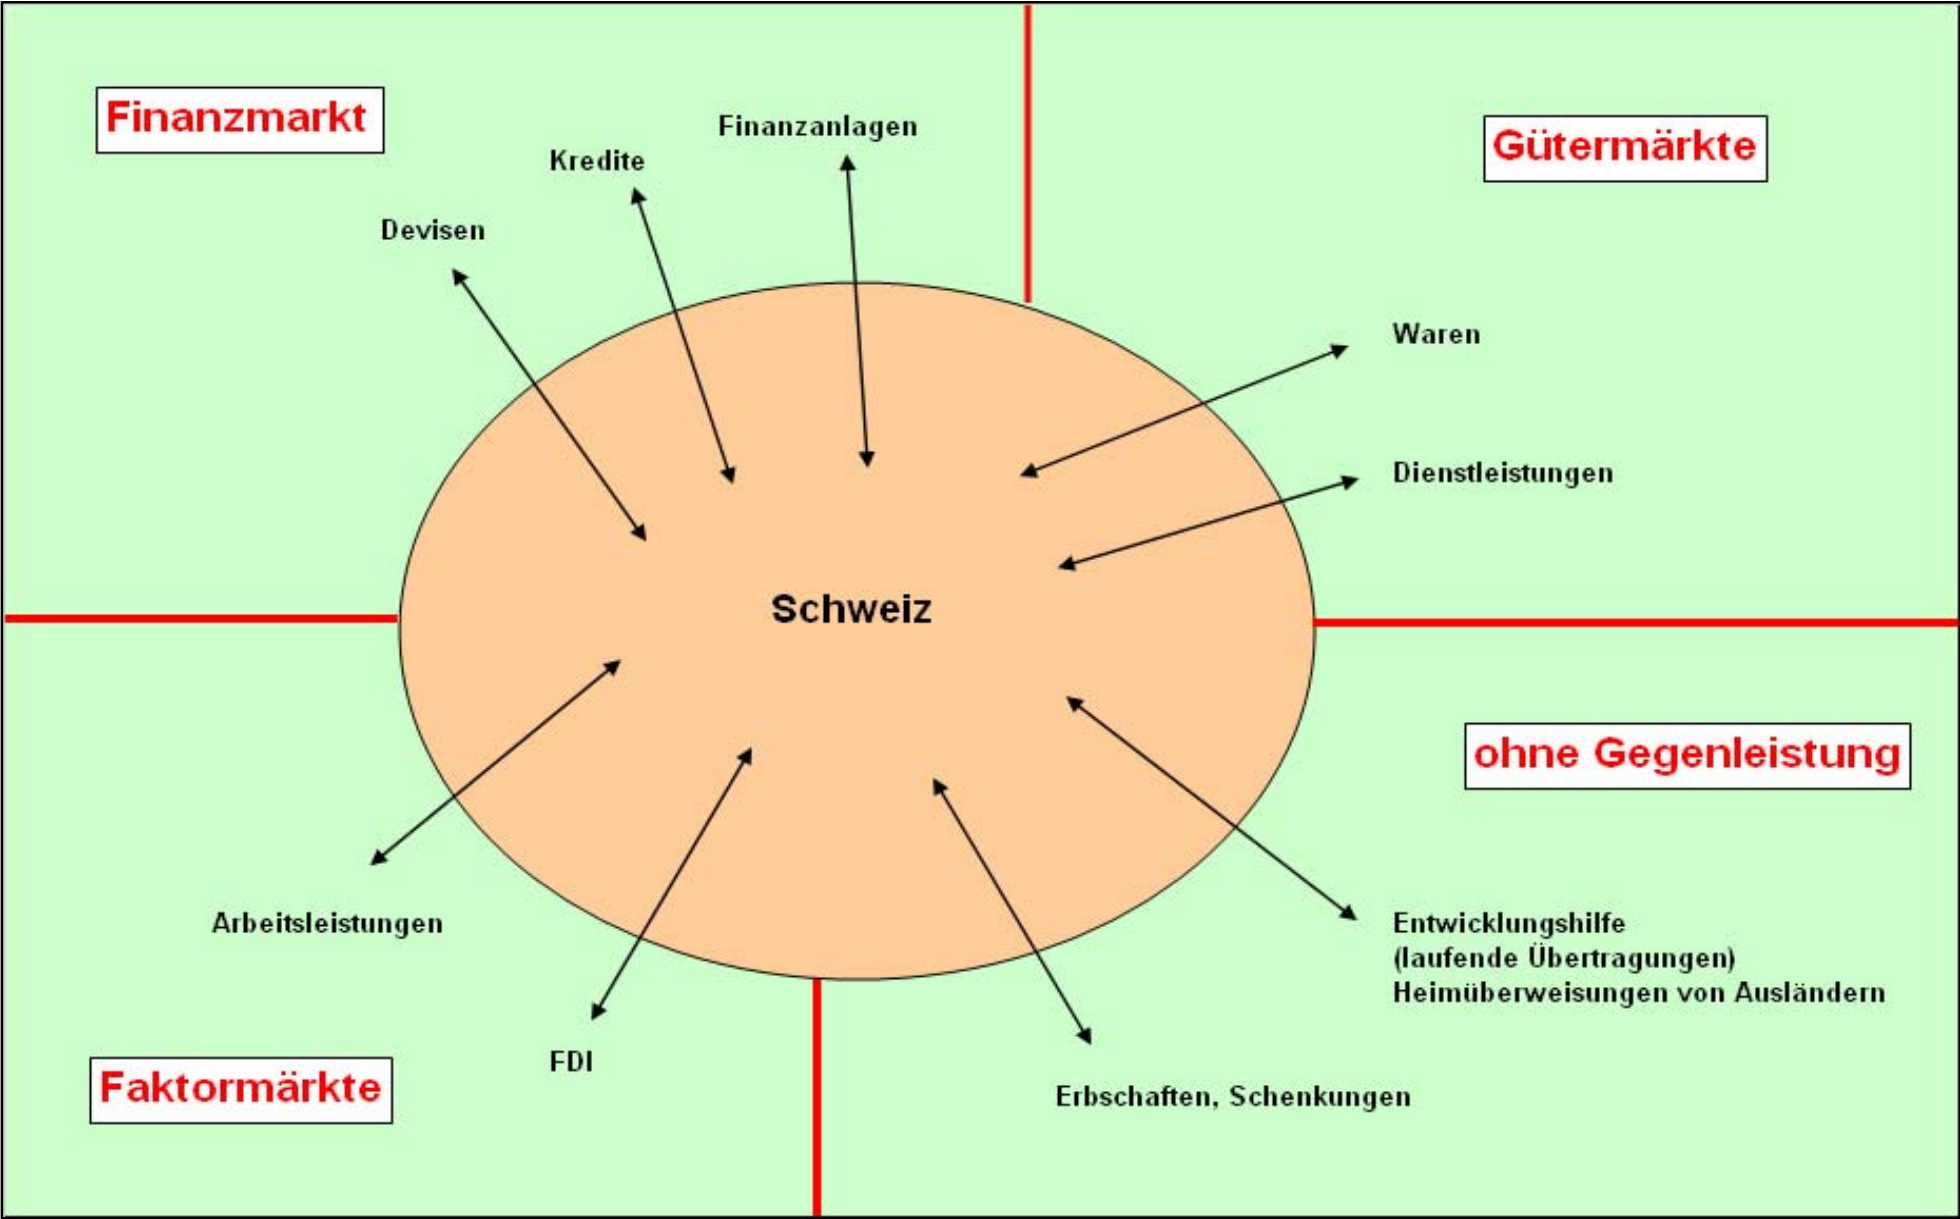 Finanzmarkt
Devisen
Kredite
Finanzanlagen
Gütermärkte
Waren
Dienstleistungen
Schweiz
ohne Gegenleistung
Entwicklungshilfe
(laufende Übertragungen)
Heimüberweisungen von Ausländern
Erbschaften, Schenkungen
Arbeitsleistungen
FDI
Faktormärkte